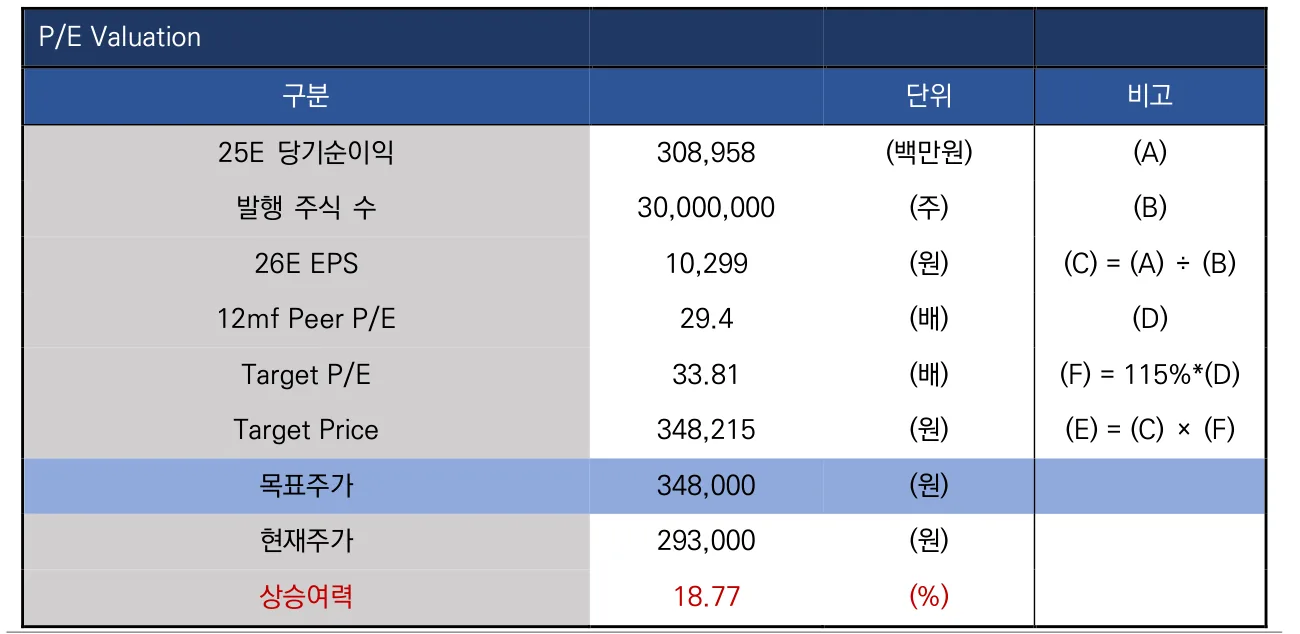 P/E Valuation
구분 단위 비고
25E 당기순이익 308,958 (백만원) (A)
발행 주식 수 30,000,000 (주) (B)
26E EPS 10,299 (원) (C) = (A) ÷ (B)
12mf Peer P/E 29.4 (배) (D)
Target P/E 33.81 (배) (F) = 115%*(D)
Target Price 348,215 (원) (E) = (C) × (F)
목표주가 348,000 (원)
현재주가 293,000 (원)
상승여력 18.77 (%)